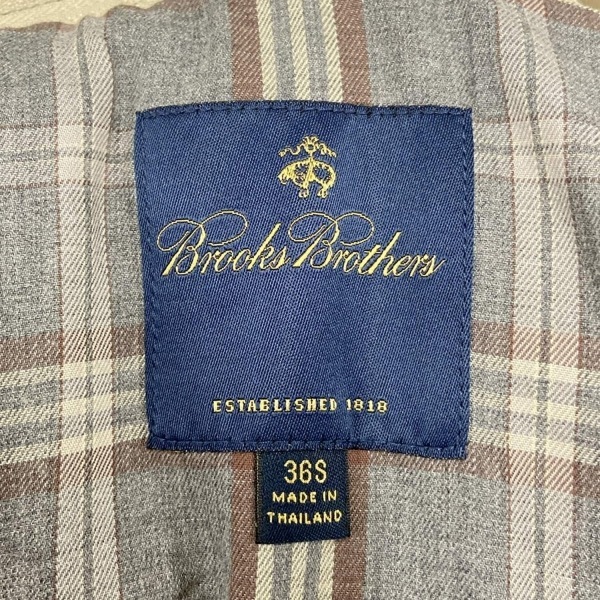 Brooks Brothers
ESTABLISHED 1818
36S
MADE IN
THAILAND